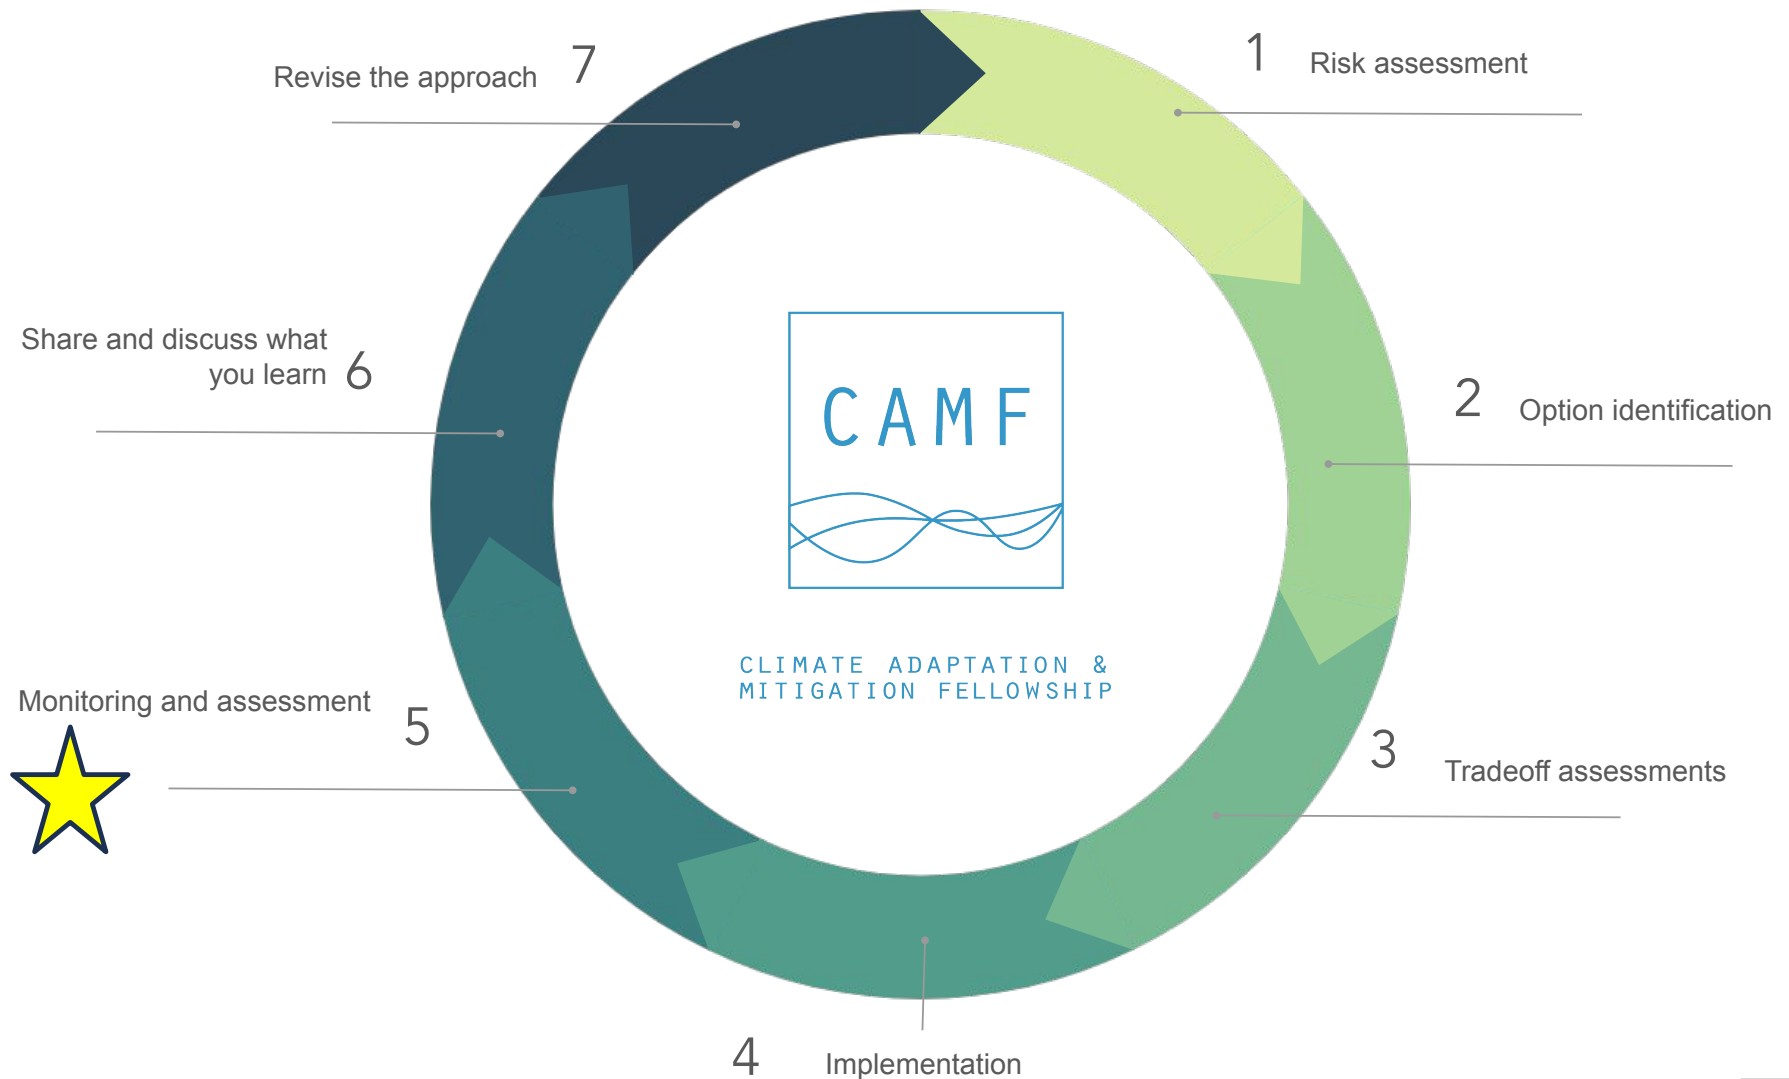 1
Risk assessment
2
Option identification
3
Tradeoff assessments
4
Implementation
5
Monitoring and assessment
6
Share and discuss what
you learn
7
Revise the approach
CAMF
CLIMATE ADAPTATION &
MITIGATION FELLOWSHIP